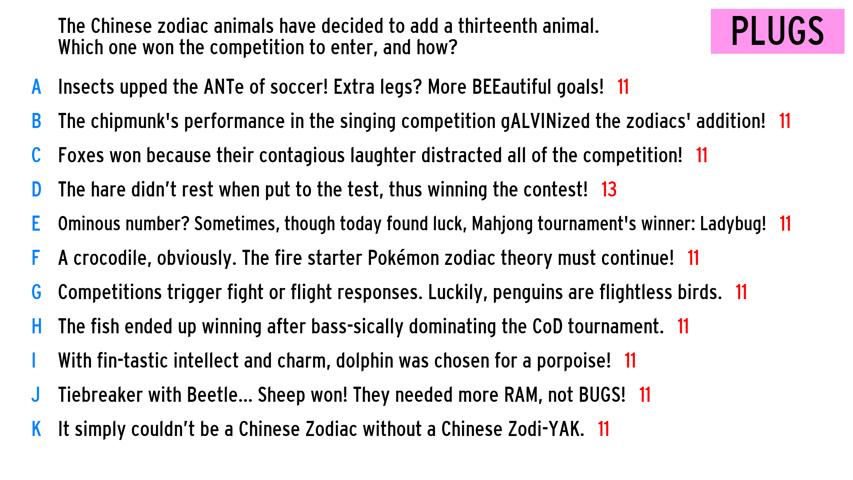 The Chinese zodiac animals have decided to add a thirteenth animal.
Which one won the competition to enter, and how?
PLUGS
A Insects upped the ANTe of soccer! Extra legs? More BEEautiful goals! 11
B The chipmunk's performance in the singing competition gALVINized the zodiacs' addition! 11
C Foxes won because their contagious laughter distracted all of the competition! 11
D The hare didn't rest when put to the test, thus winning the contest! 13
E Ominous number? Sometimes, though today found luck, Mahjong tournament's winner: Ladybug! 11
F A crocodile, obviously. The fire starter Pokémon zodiac theory must continue! 11
G Competitions trigger fight or flight responses. Luckily, penguins are flightless birds. 11
H The fish ended up winning after bass-sically dominating the CoD tournament. 11
I With fin-tastic intellect and charm, dolphin was chosen for a porpoise! 11
J Tiebreaker with Beetle... Sheep won! They needed more RAM, not BUGS! 11
K It simply couldn't be a Chinese Zodiac without a Chinese Zodi-YAK. 11